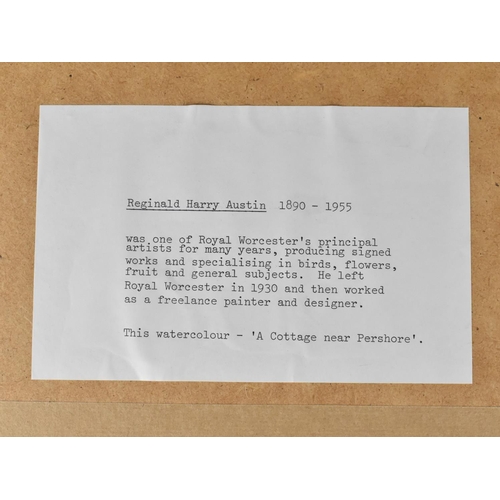 Reginald Harry Austin 1890 - 1955
was one of Royal Worcester's principal
artists for many years, producing signed
works and specialising in birds, flowers,
fruit and general subjects. He left
Royal Worcester in 1930 and then worked
as a freelance painter and designer.
This watercolour - 'A Cottage near Pershore'.